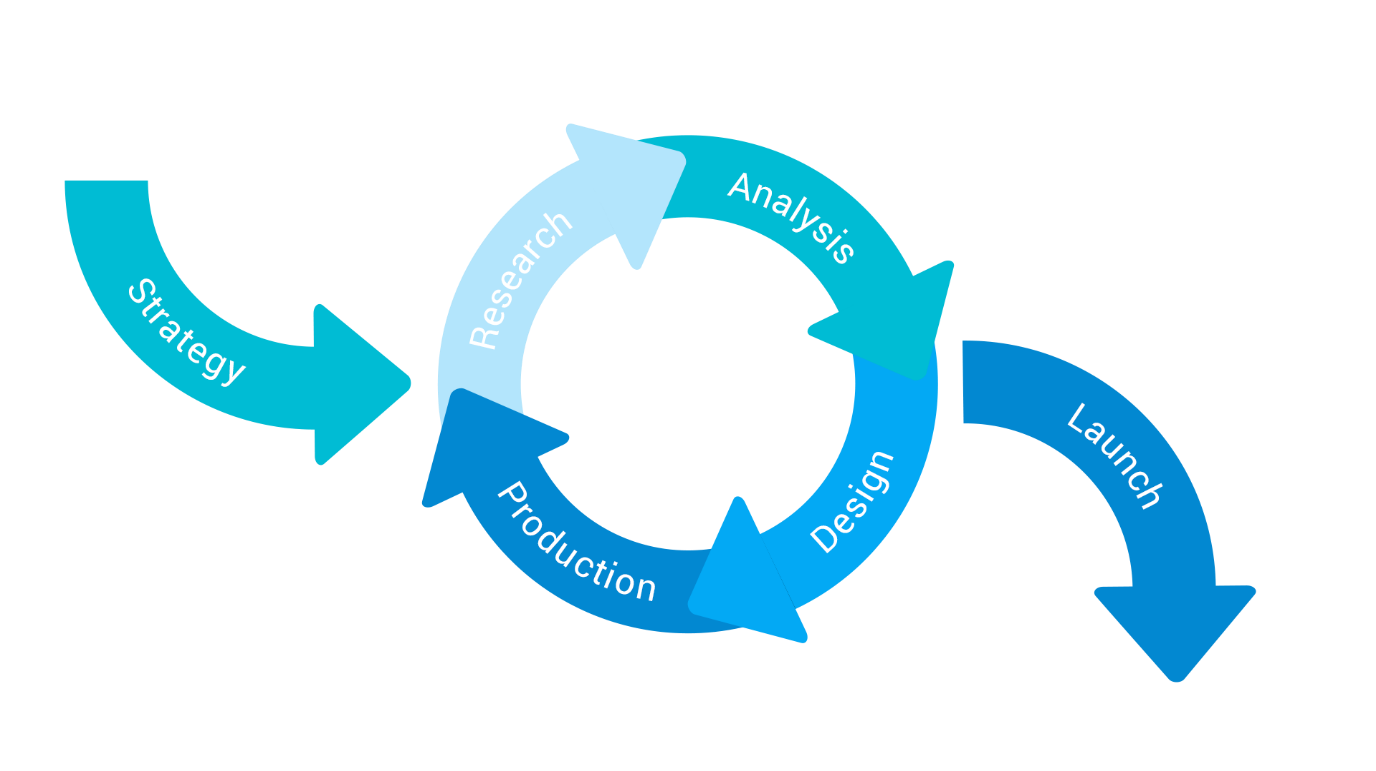 Strategy
Research
Analysis
Design
Production
Launch